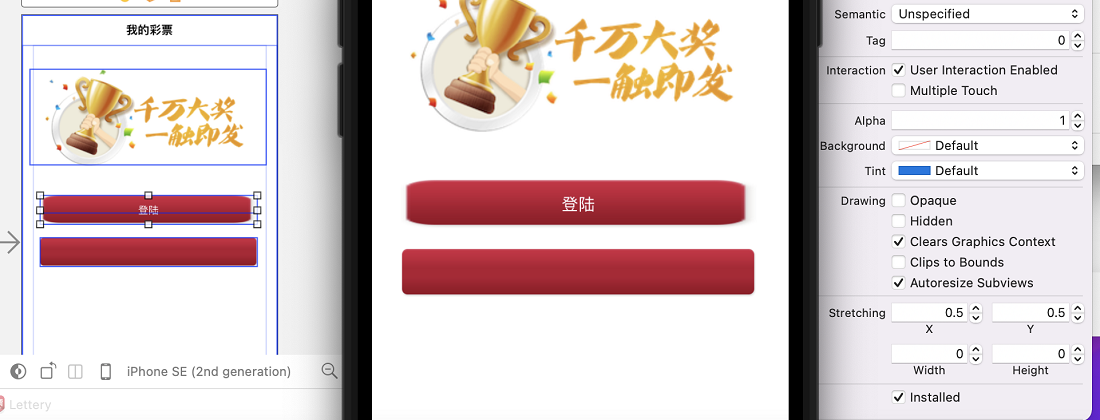 我的彩票
千万大奖
一触即发
登陆
iPhone SE (2nd generation)
Lettery
千万大奖
一触即发
登陆
Semantic Unspecified
Tag 0
Interaction User Interaction Enabled
Multiple Touch
Alpha 1
Background Default
Tint Default
Drawing Opaque
Hidden
Clears Graphics Context
Clips to Bounds
Autoresize Subviews
Stretching 0.5 0.5
X Y
0 0
Width Height
Installed